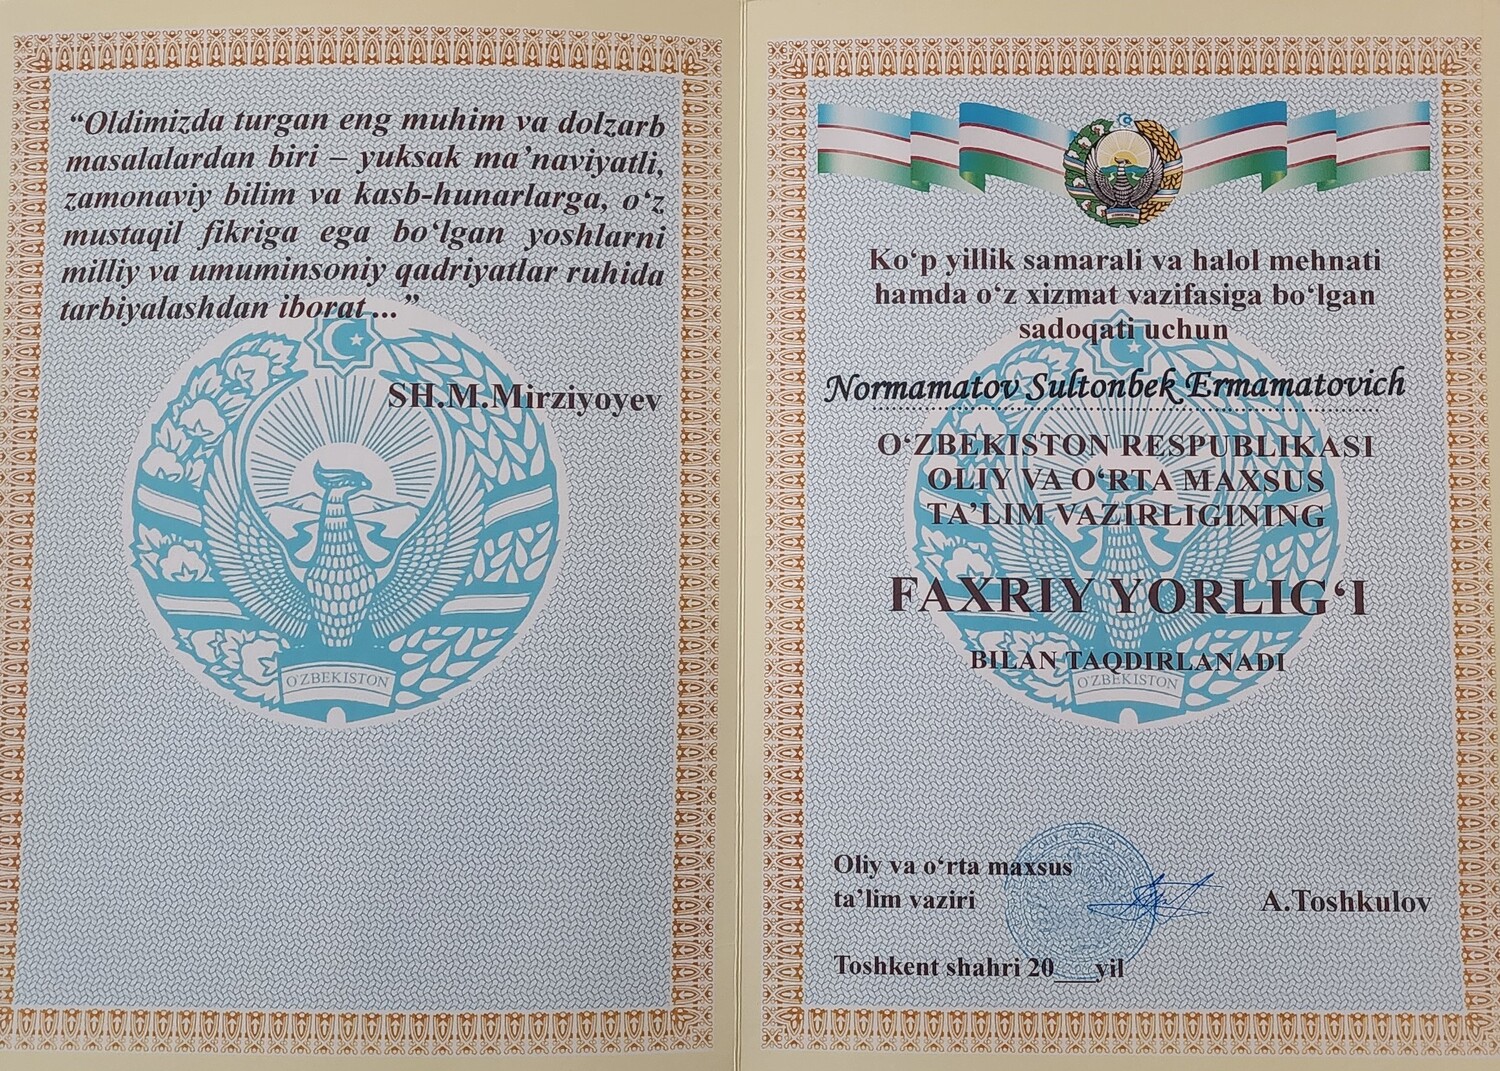 “Oldimizda turgan eng muhim va dolzarb
masalalardan biri – yuksak ma’naviyatli,
zamonaviy bilim va kasb-hunarlarga, o‘z
mustaqil fikriga ega bo‘lgan yoshlarni
milliy va umuminsoniy qadriyatlar ruhida
tarbiyalashdan iborat ...”
SH.M.Mirziyoyev
O'ZBEKISTON
Ko‘p yillik samarali va halol mehnati
hamda o‘z xizmat vazifasiga bo‘lgan
sadoqati uchun
Normamatov Sultonbek Ermamatovich
O‘ZBEKISTON RESPUBLIKASI
OLIY VA O‘RTA MAXSUS
TA’LIM VAZIRLIGINING
FAXRIY YORLIG‘I
BILAN TAQDIRLANADI
O'ZBEKISTON
Oliy va o‘rta maxsus
ta’lim vaziri
A.Toshkulov
Toshkent shahri 20___yil